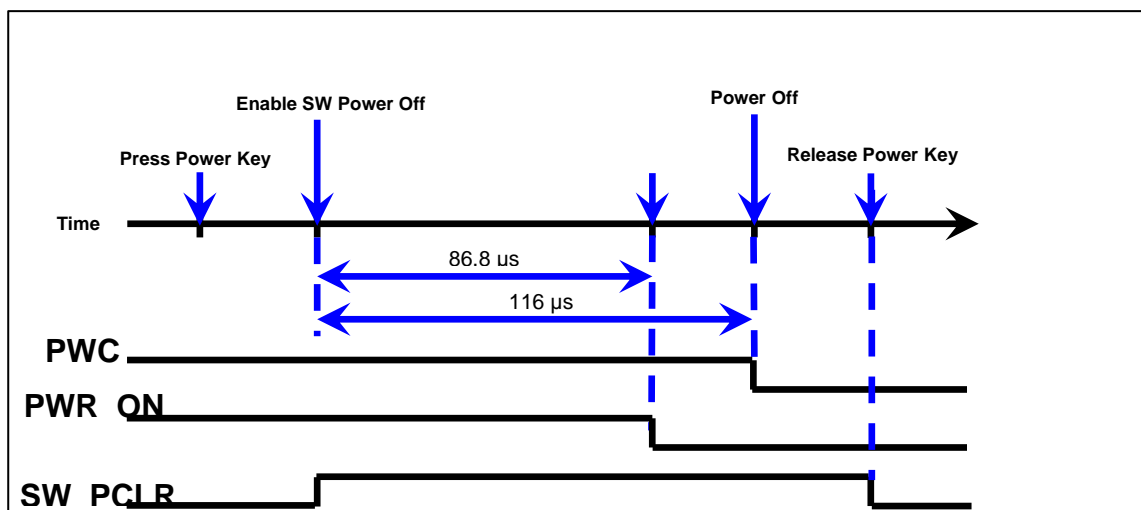 Enable SW Power Off
Power Off
Press Power Key
Release Power Key
Time
86.8 µs
116 µs
PWC
PWR ON
SW PCLR